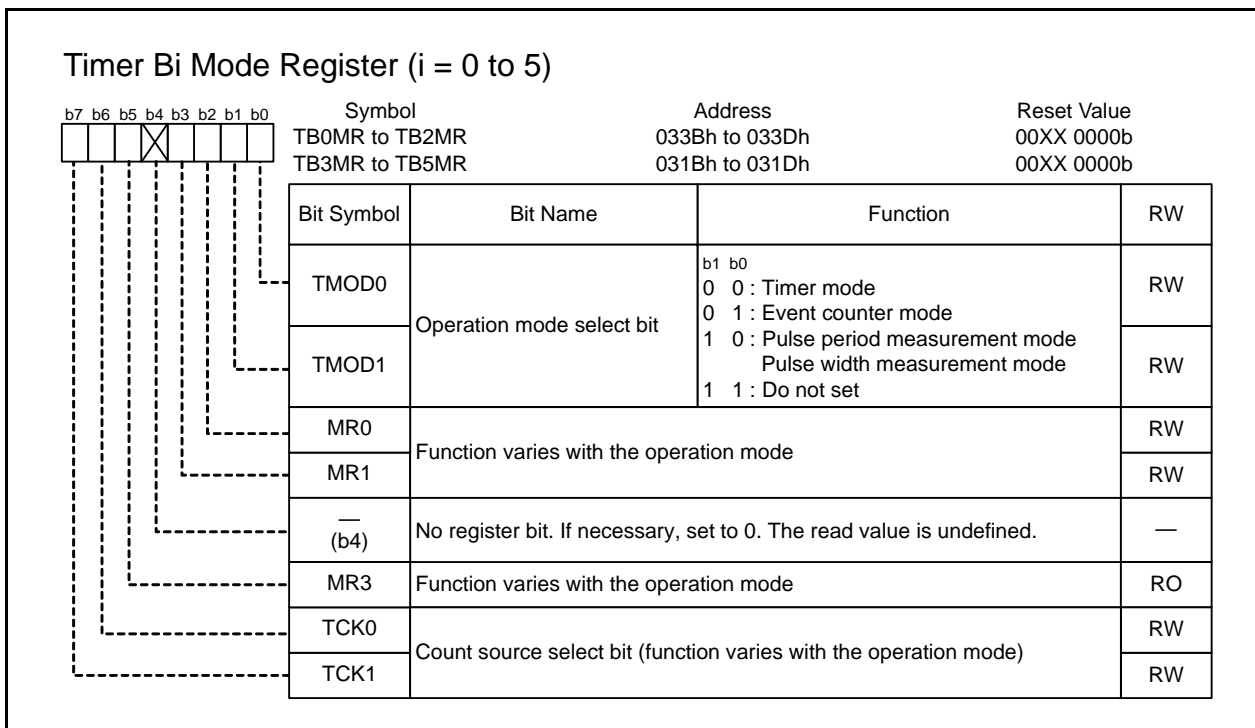 Timer Bi Mode Register (i = 0 to 5)
b7 b6 b5 b4 b3 b2 b1 b0
Symbol Address Reset Value
TB0MR to TB2MR 033Bh to 033Dh 00XX 0000b
TB3MR to TB5MR 031Bh to 031Dh 00XX 0000b
Bit Symbol Bit Name Function RW
TMOD0 RW
TMOD1 RW
Operation mode select bit
b1 b0
0 0 : Timer mode
0 1 : Event counter mode
1 0 : Pulse period measurement mode
Pulse width measurement mode
1 1 : Do not set
MR0 RW
Function varies with the operation mode
MR1 RW
—
(b4) No register bit. If necessary, set to 0. The read value is undefined. —
MR3 Function varies with the operation mode RO
TCK0 RW
Count source select bit (function varies with the operation mode)
TCK1 RW